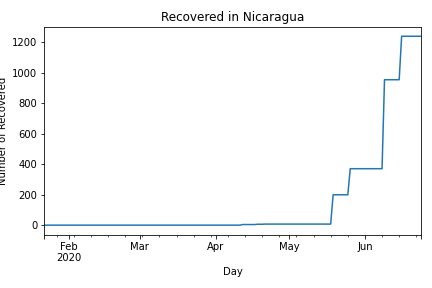 Recovered in Nicaragua
1200
1000
800
600
400
200
0
Number of Recovered
Feb
2020
Mar
Apr
May
Jun
Day